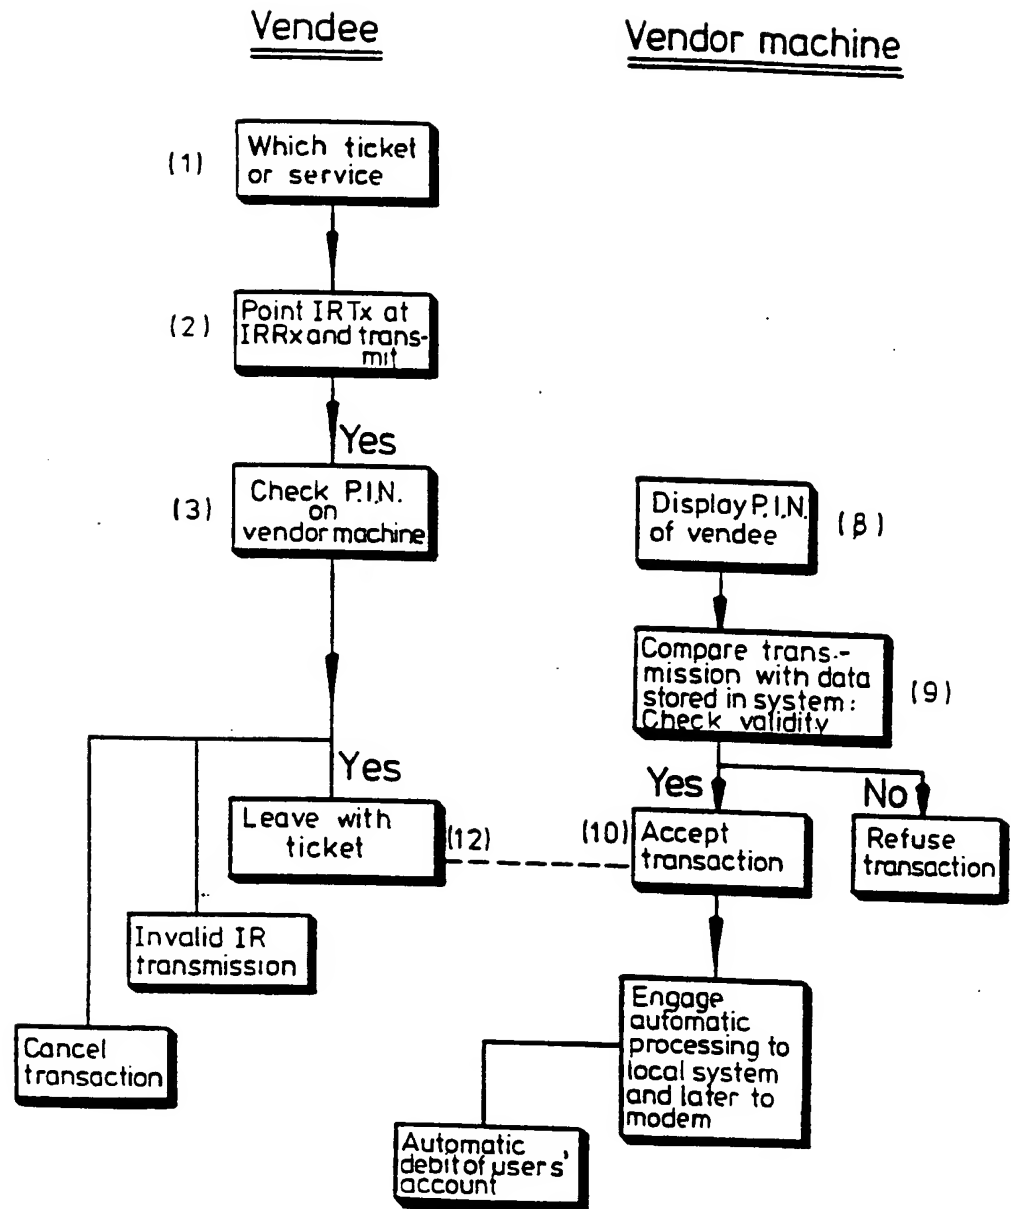 Vendee
Vendor machine
(1)
Which ticket
or service
(2)
Point IRTx at
IRRx and trans-
mit
Yes
(3)
Check P.I.N.
on
vendor machine
Display P.I.N.
of vendee
(β)
Compare trans-
mission with data
stored in system:
Check validity
(9)
Yes
Leave with
ticket
(12)
Yes
No
(10)
Accept
transaction
Refuse
transaction
Invalid IR
transmission
Cancel
transaction
Engage
automatic
processing to
local system
and later to
modem
Automatic
debit of users'
account